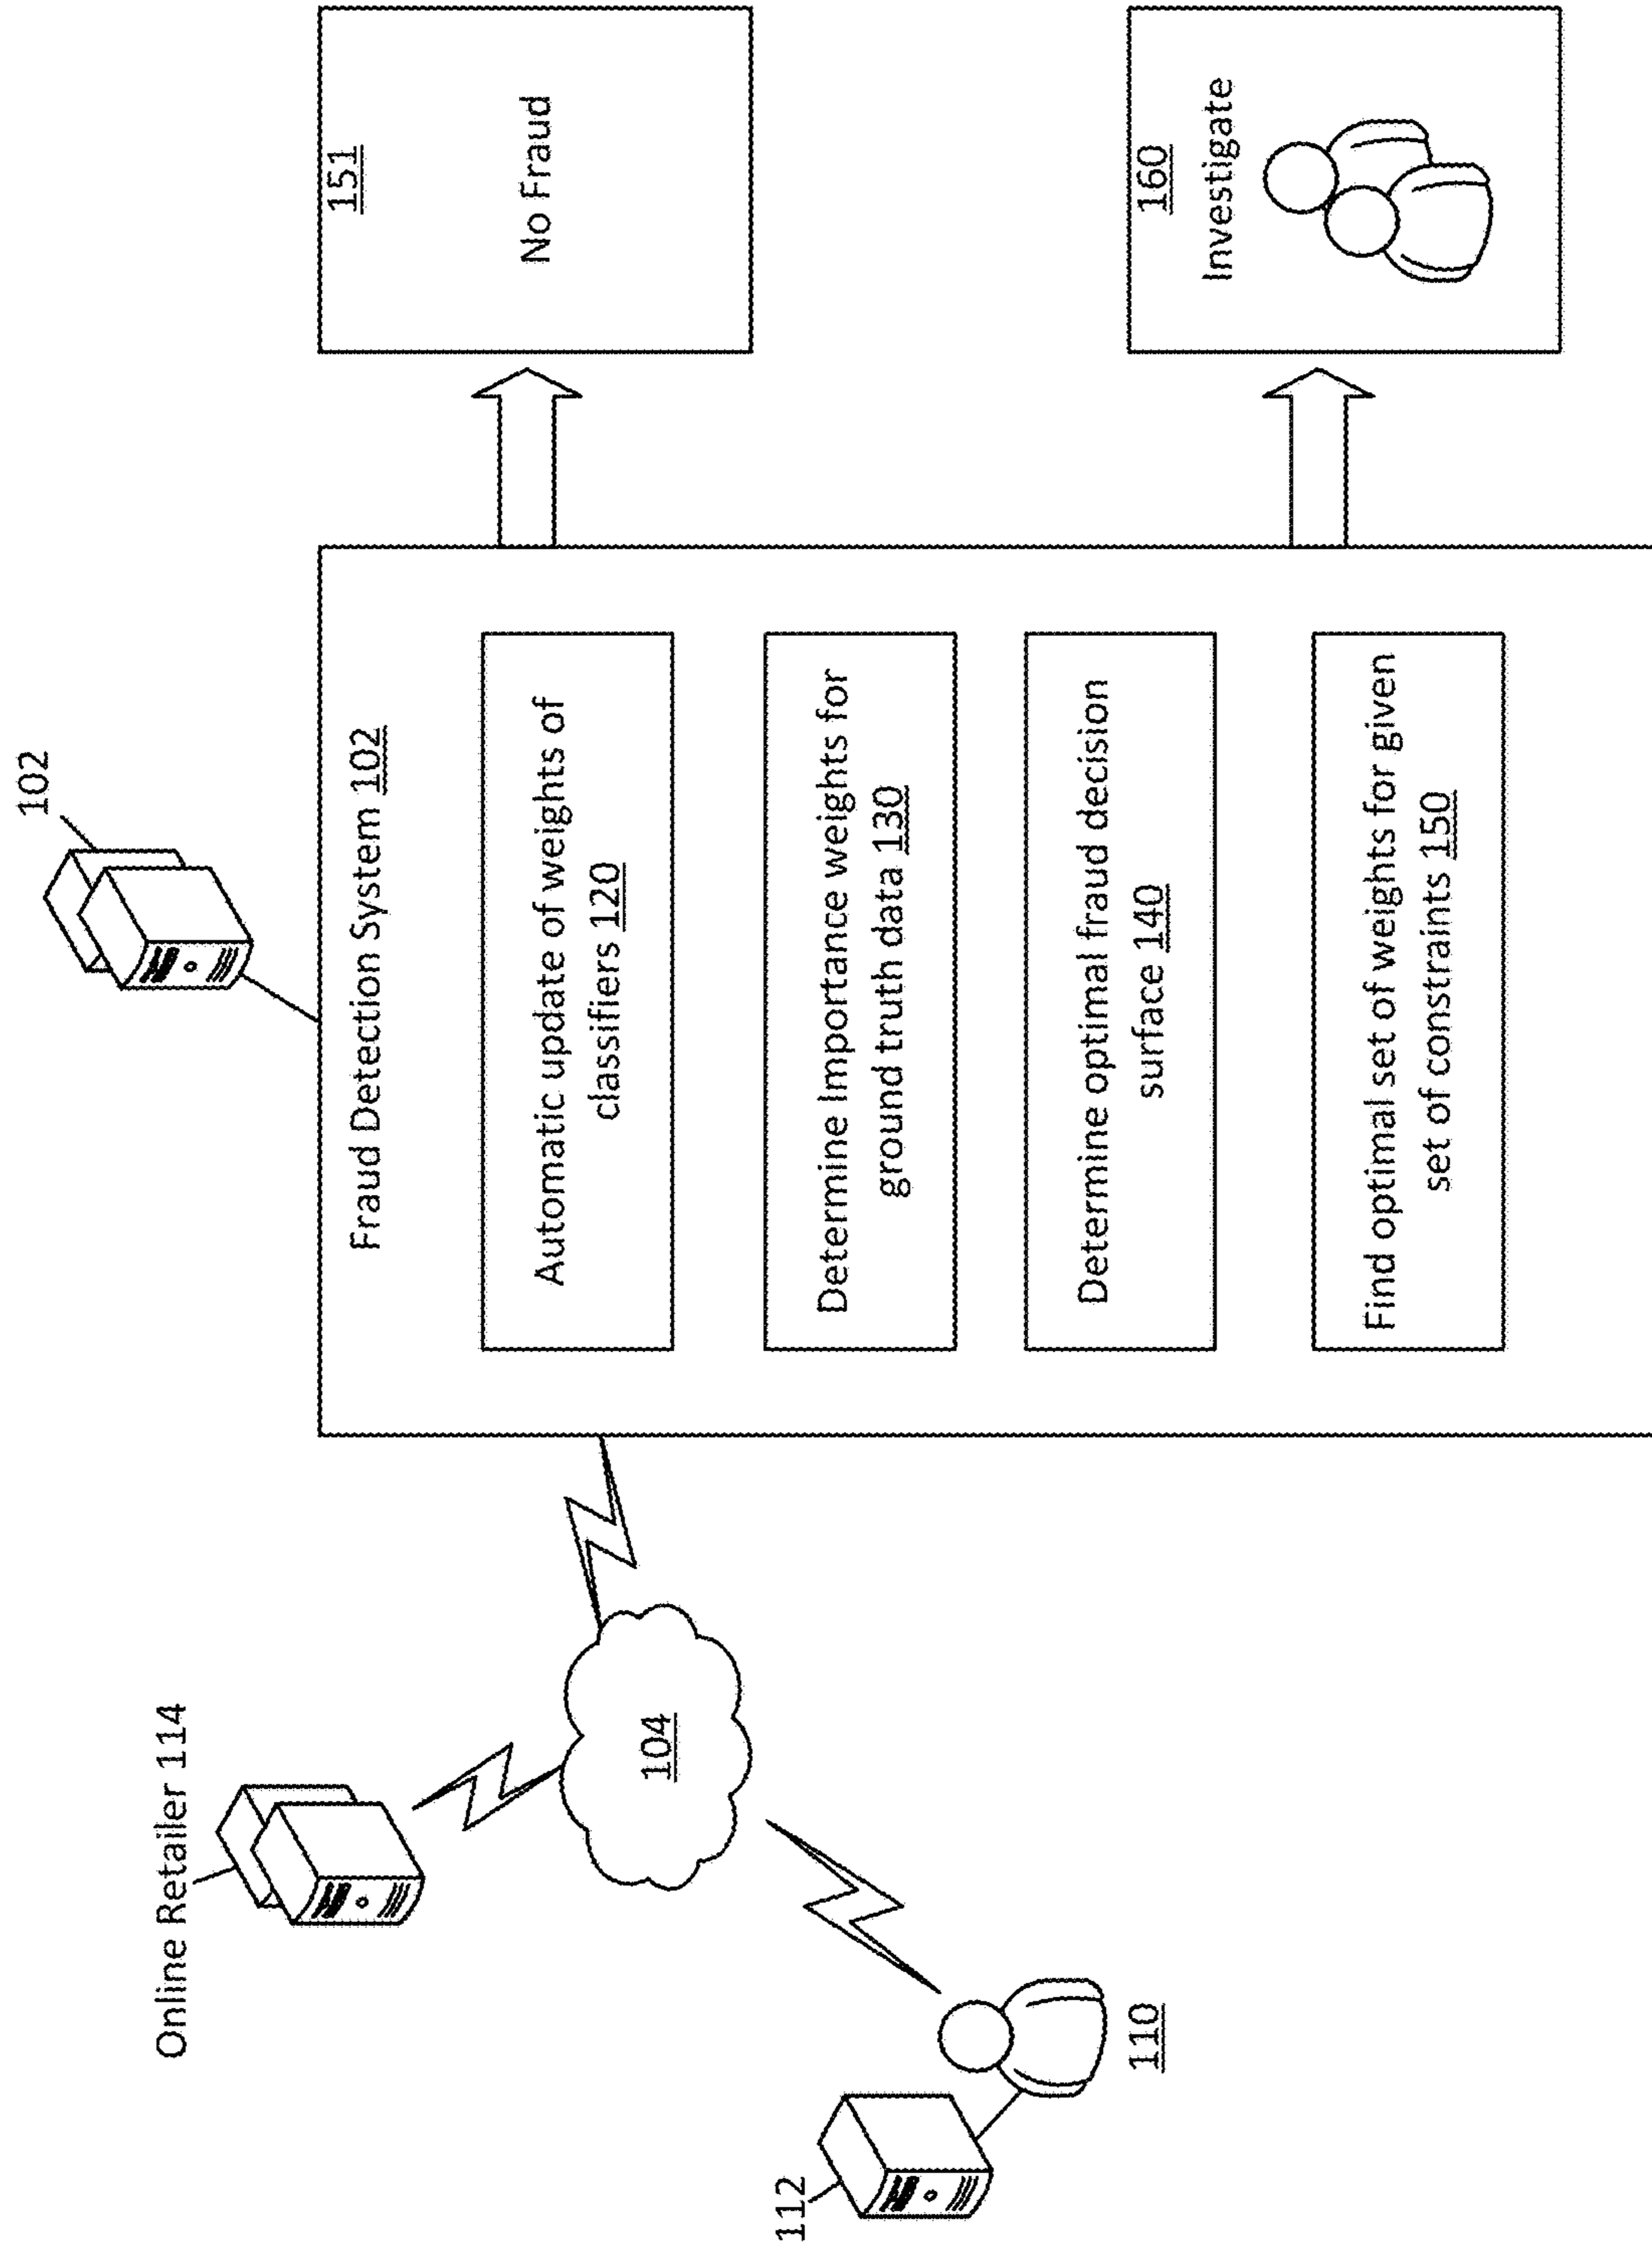 102
Online Retailer 114
Fraud Detection System 102
151
No Fraud
Automatic update of weights of
classifiers 120
104
Determine Importance weights for
ground truth data 130
112
110
Determine optimal fraud decision
surface 140
160
Investigate
Find optimal set of weights for given
set of constraints 150